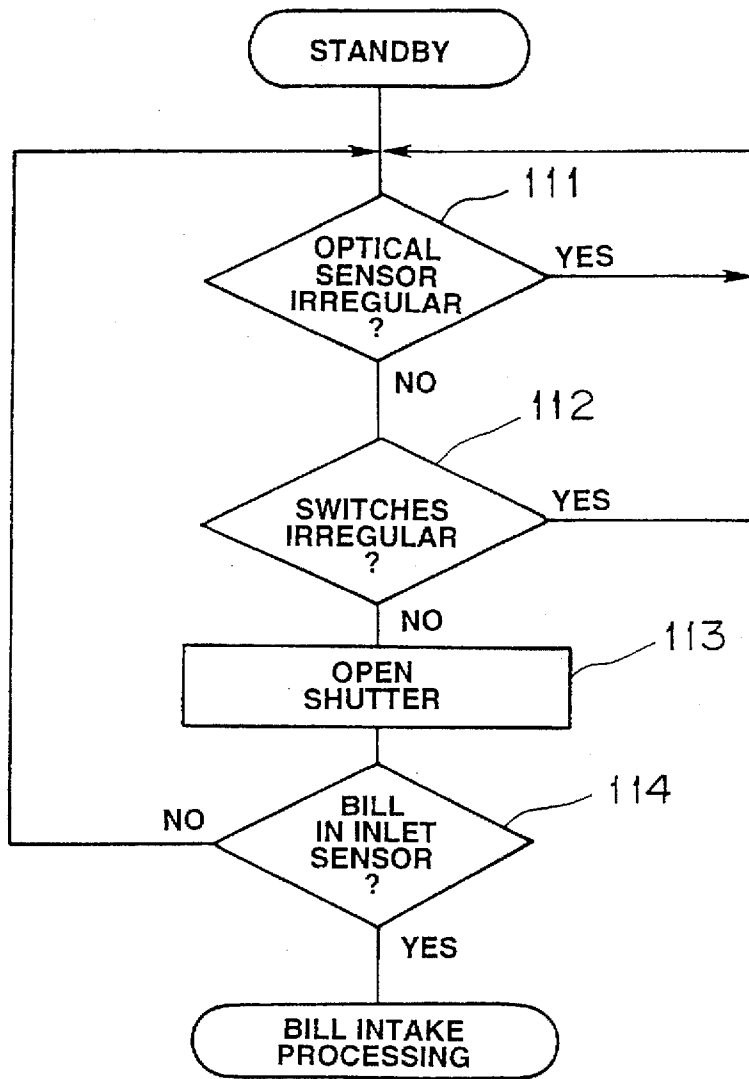 STANDBY
111
OPTICAL
SENSOR
IRREGULAR
?
YES
NO
112
SWITCHES
IRREGULAR
?
YES
NO
113
OPEN
SHUTTER
114
BILL
IN INLET
SENSOR
?
NO
YES
BILL INTAKE
PROCESSING